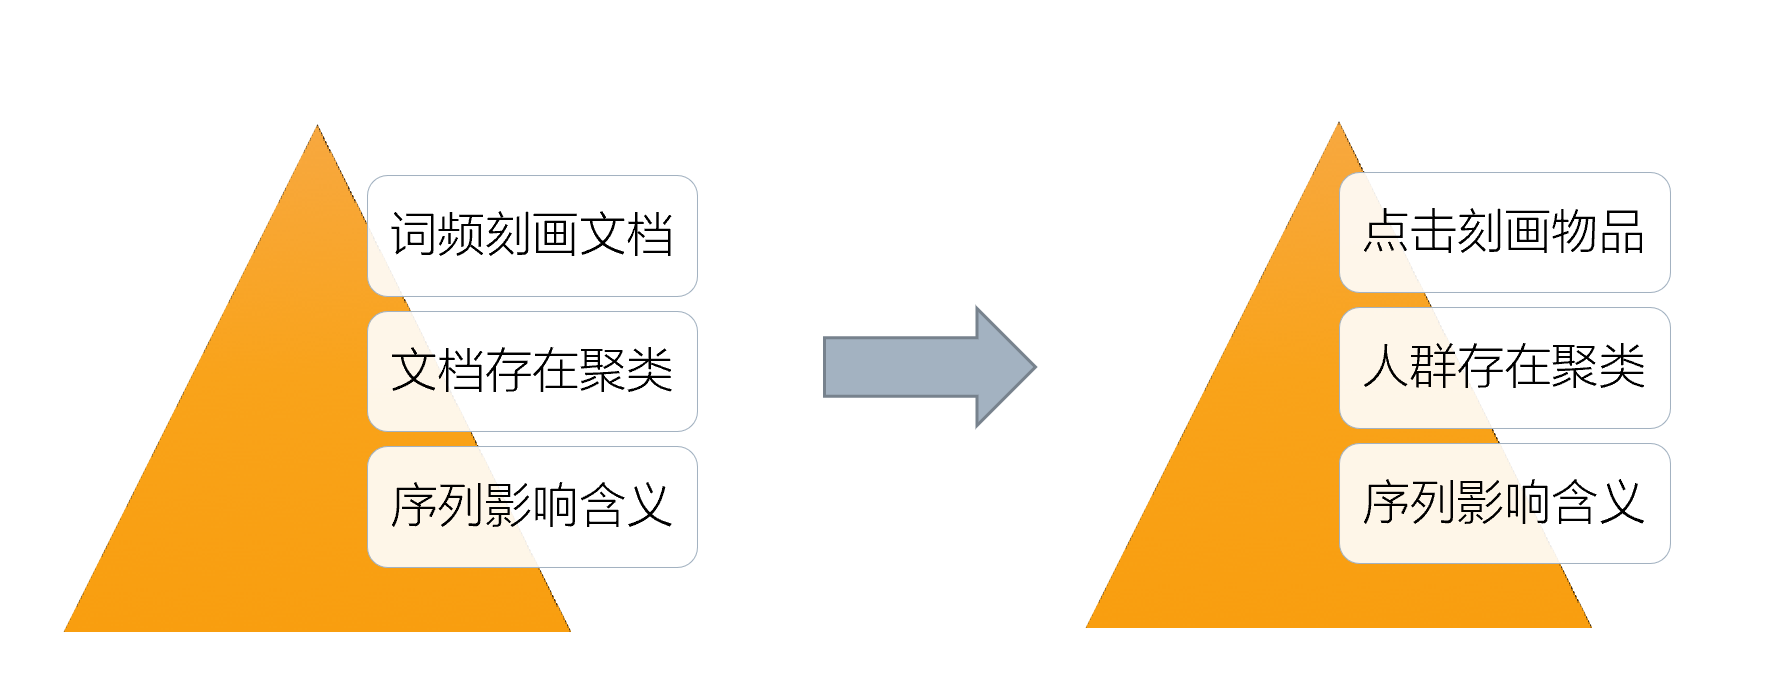 词频刻画文档
文档存在聚类
序列影响含义
点击刻画物品
人群存在聚类
序列影响含义